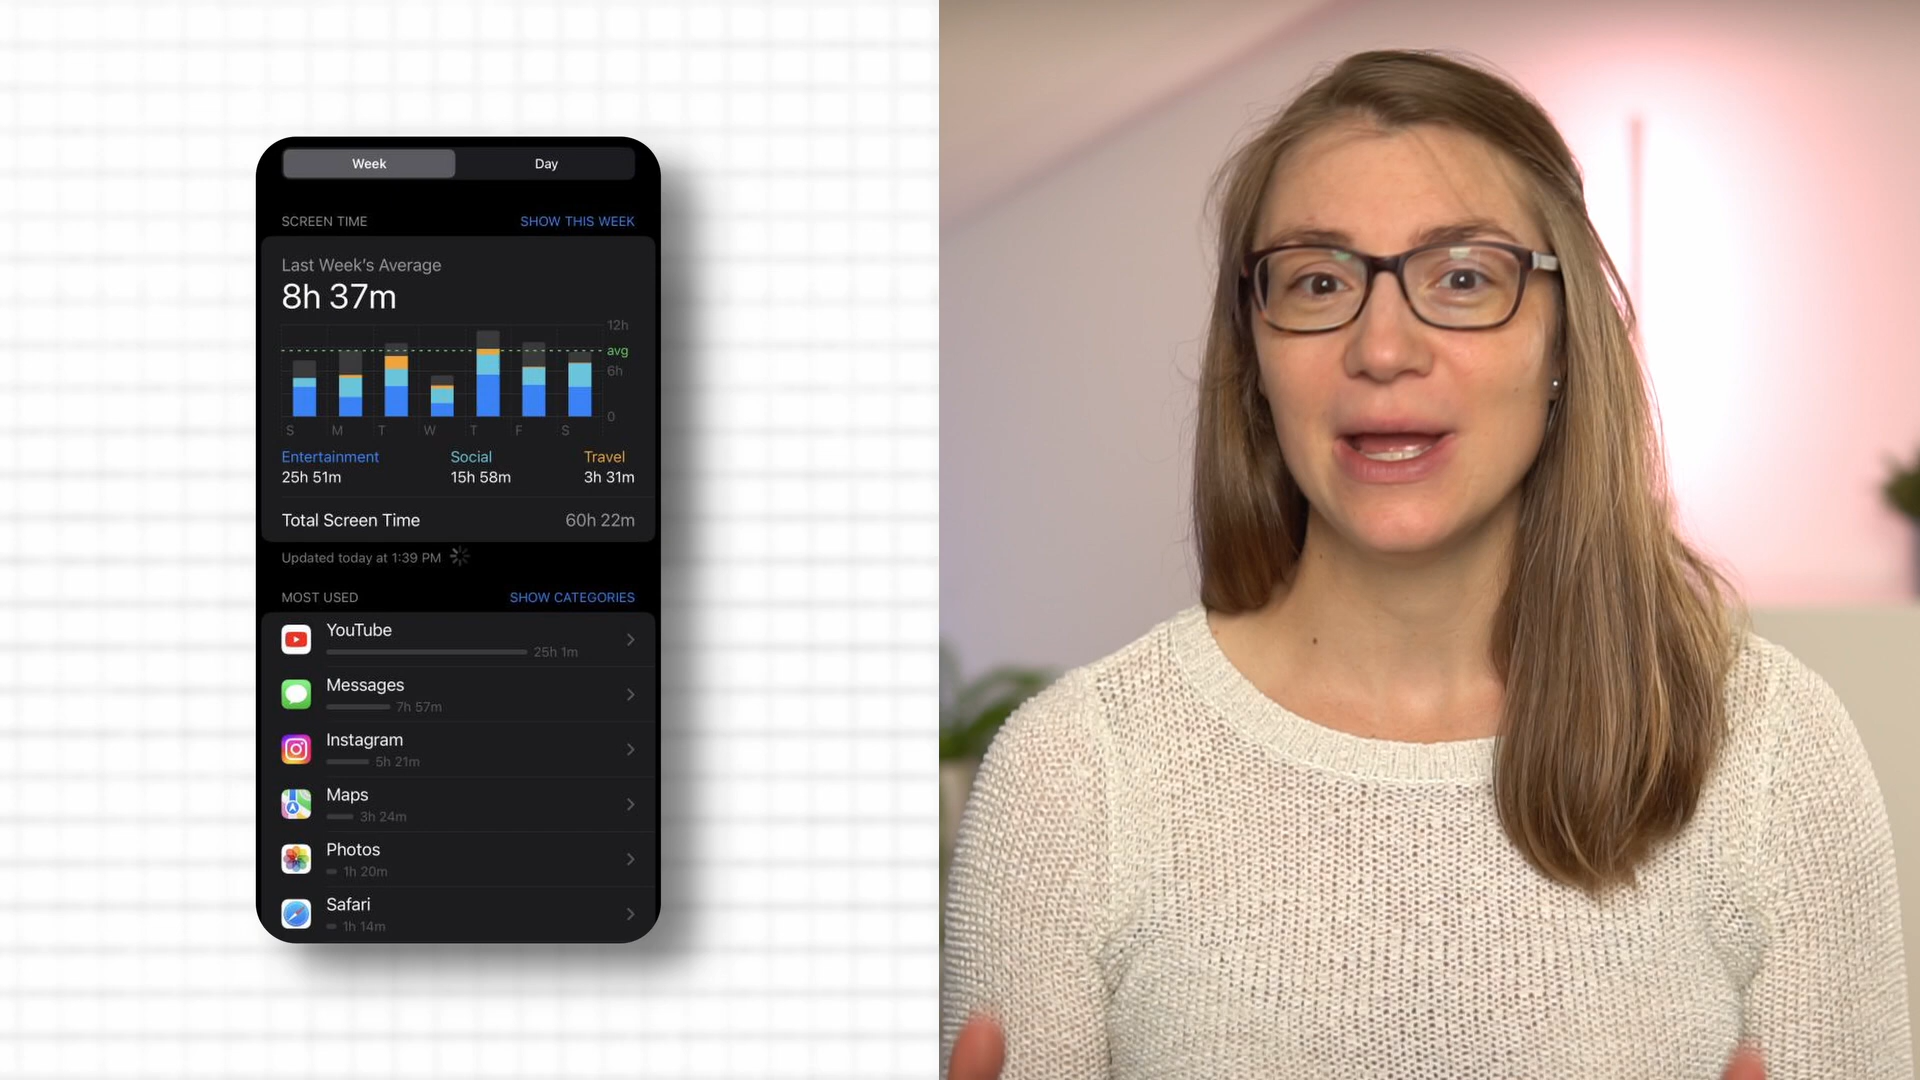 Week Day
SCREEN TIME SHOW THIS WEEK
Last Week's Average
8h 37m
12h
avg
6h
0
S M T W T F S
Entertainment Social Travel
25h 51m 15h 58m 3h 31m
Total Screen Time 60h 22m
Updated today at 1:39 PM
MOST USED SHOW CATEGORIES
YouTube
25h 1m
Messages
7h 57m
Instagram
5h 21m
Maps
3h 24m
Photos
1h 20m
Safari
1h 14m